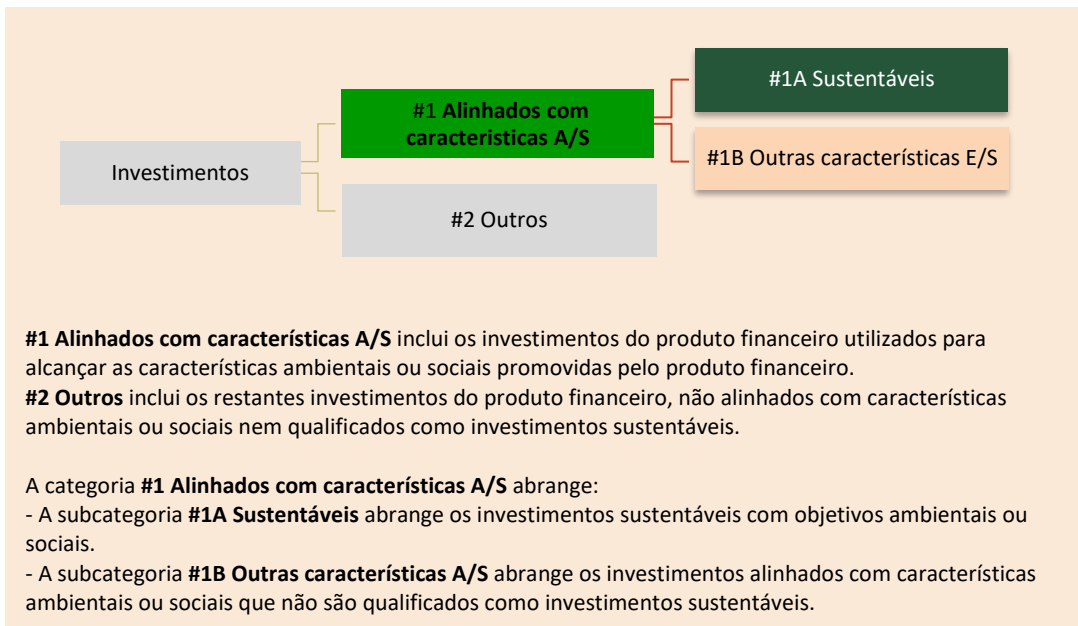 #1A Sustentáveis
#1 Alinhados com
caracteristicas A/S
#1B Outras características E/S
Investimentos
#2 Outros
#1 Alinhados com características A/S inclui os investimentos do produto financeiro utilizados para
alcançar as características ambientais ou sociais promovidas pelo produto financeiro.
#2 Outros inclui os restantes investimentos do produto financeiro, não alinhados com características
ambientais ou sociais nem qualificados como investimentos sustentáveis.
A categoria #1 Alinhados com características A/S abrange:
- A subcategoria #1A Sustentáveis abrange os investimentos sustentáveis com objetivos ambientais ou
sociais.
- A subcategoria #1B Outras características A/S abrange os investimentos alinhados com características
ambientais ou sociais que não são qualificados como investimentos sustentáveis.